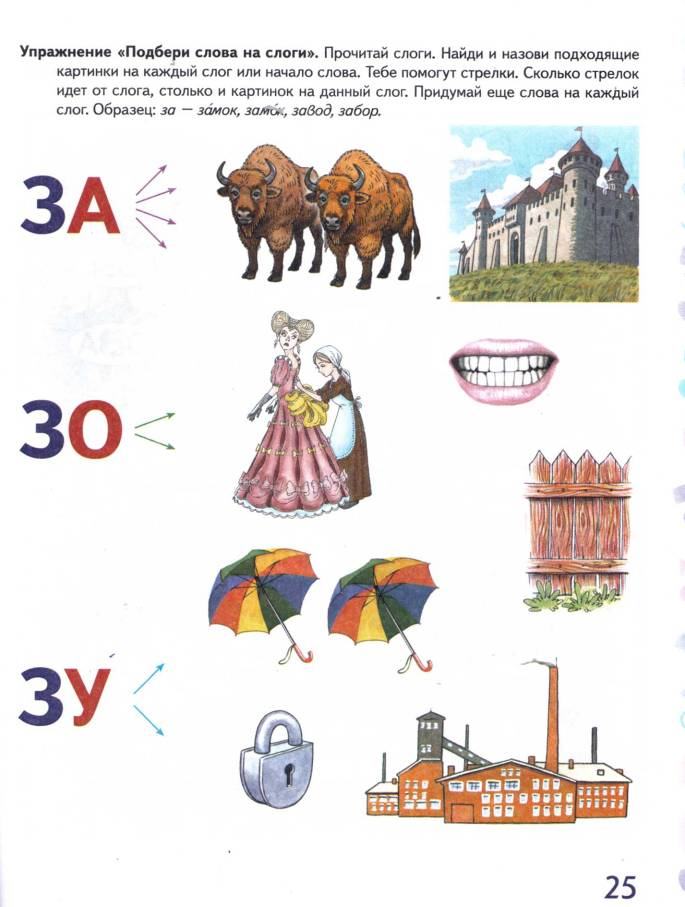 Упражнение «Подбери слова на слоги». Прочитай слоги. Найди и назови подходящие
картинки на каждый слог или начало слова. Тебе помогут стрелки. Сколько стрелок
идет от слога, столько и картинок на данный слог. Придумай еще слова на каждый
слог. Образец: за — за́мок, замо́к, завод, забор.
ЗА
ЗО
ЗУ
25